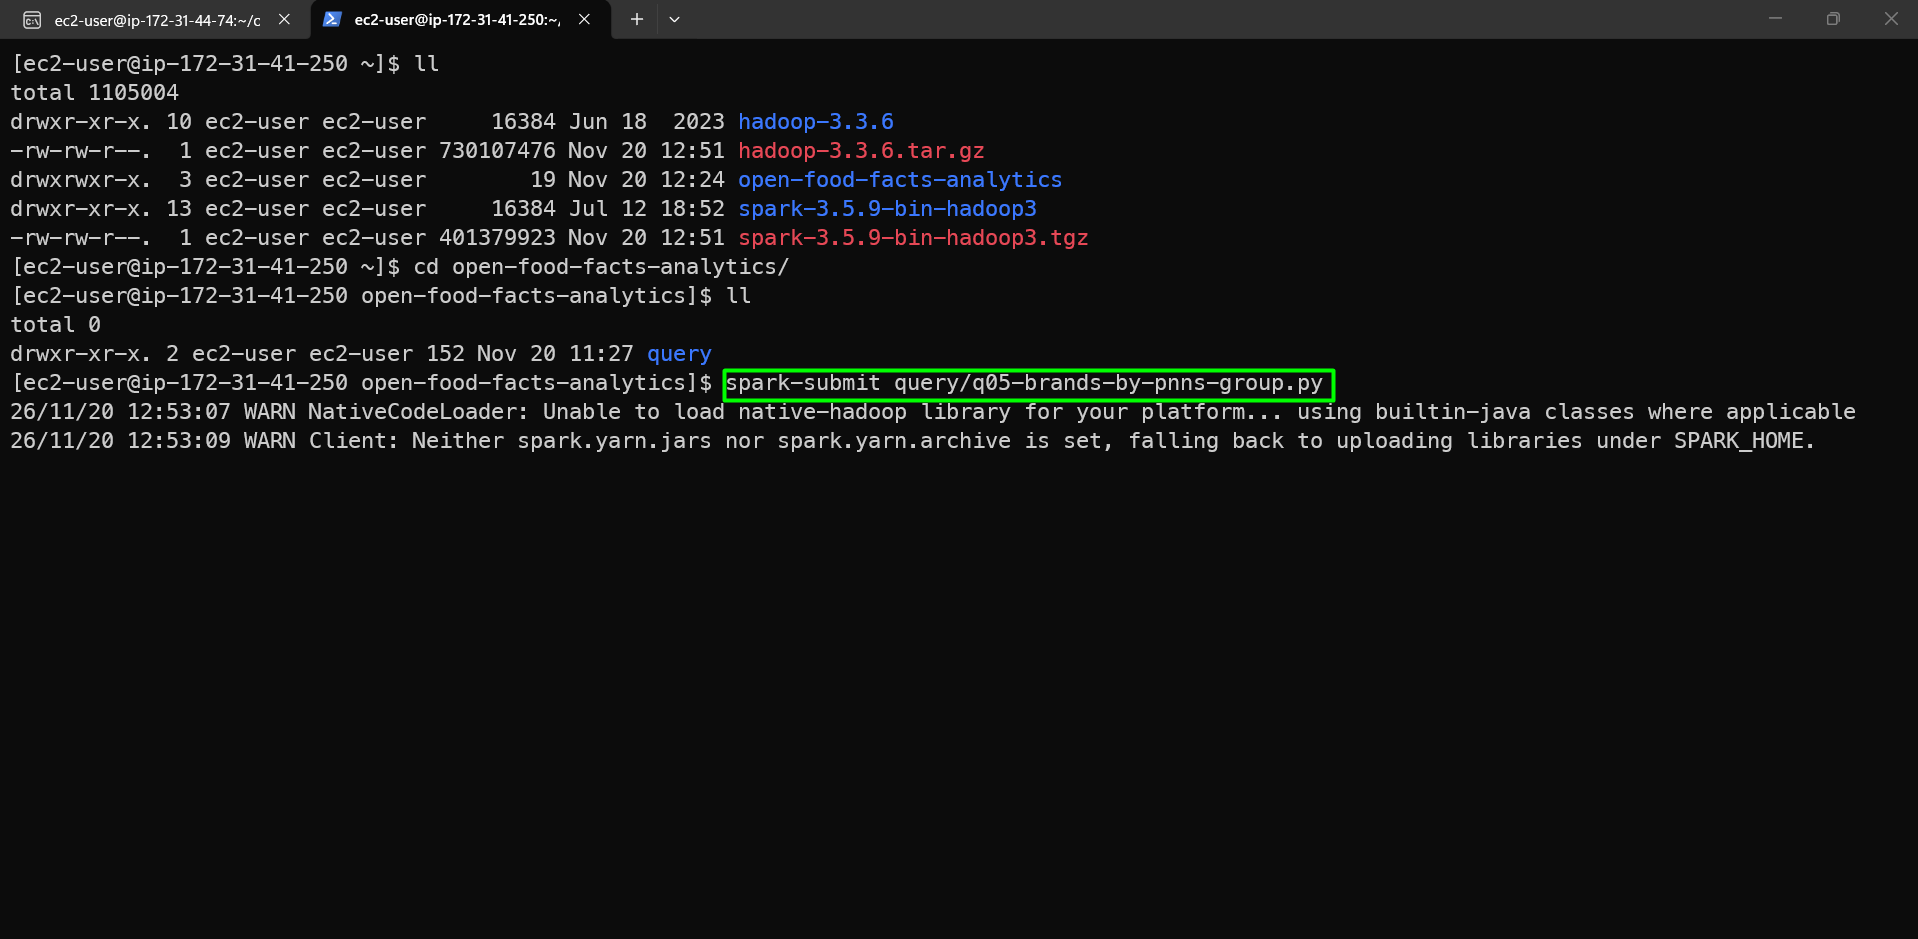 ec2-user@ip-172-31-44-74:~/c
ec2-user@ip-172-31-41-250:~/
[ec2-user@ip-172-31-41-250 ~]$ ll
total 1105004
drwxr-xr-x. 10 ec2-user ec2-user     16384 Jun 18  2023 hadoop-3.3.6
-rw-rw-r--.  1 ec2-user ec2-user 730107476 Nov 20 12:51 hadoop-3.3.6.tar.gz
drwxrwxr-x.  3 ec2-user ec2-user        19 Nov 20 12:24 open-food-facts-analytics
drwxr-xr-x. 13 ec2-user ec2-user     16384 Jul 12 18:52 spark-3.5.9-bin-hadoop3
-rw-rw-r--.  1 ec2-user ec2-user 401379923 Nov 20 12:51 spark-3.5.9-bin-hadoop3.tgz
[ec2-user@ip-172-31-41-250 ~]$ cd open-food-facts-analytics/
[ec2-user@ip-172-31-41-250 open-food-facts-analytics]$ ll
total 0
drwxr-xr-x. 2 ec2-user ec2-user 152 Nov 20 11:27 query
[ec2-user@ip-172-31-41-250 open-food-facts-analytics]$ spark-submit query/q05-brands-by-pnns-group.py
26/11/20 12:53:07 WARN NativeCodeLoader: Unable to load native-hadoop library for your platform... using builtin-java classes where applicable
26/11/20 12:53:09 WARN Client: Neither spark.yarn.jars nor spark.yarn.archive is set, falling back to uploading libraries under SPARK_HOME.